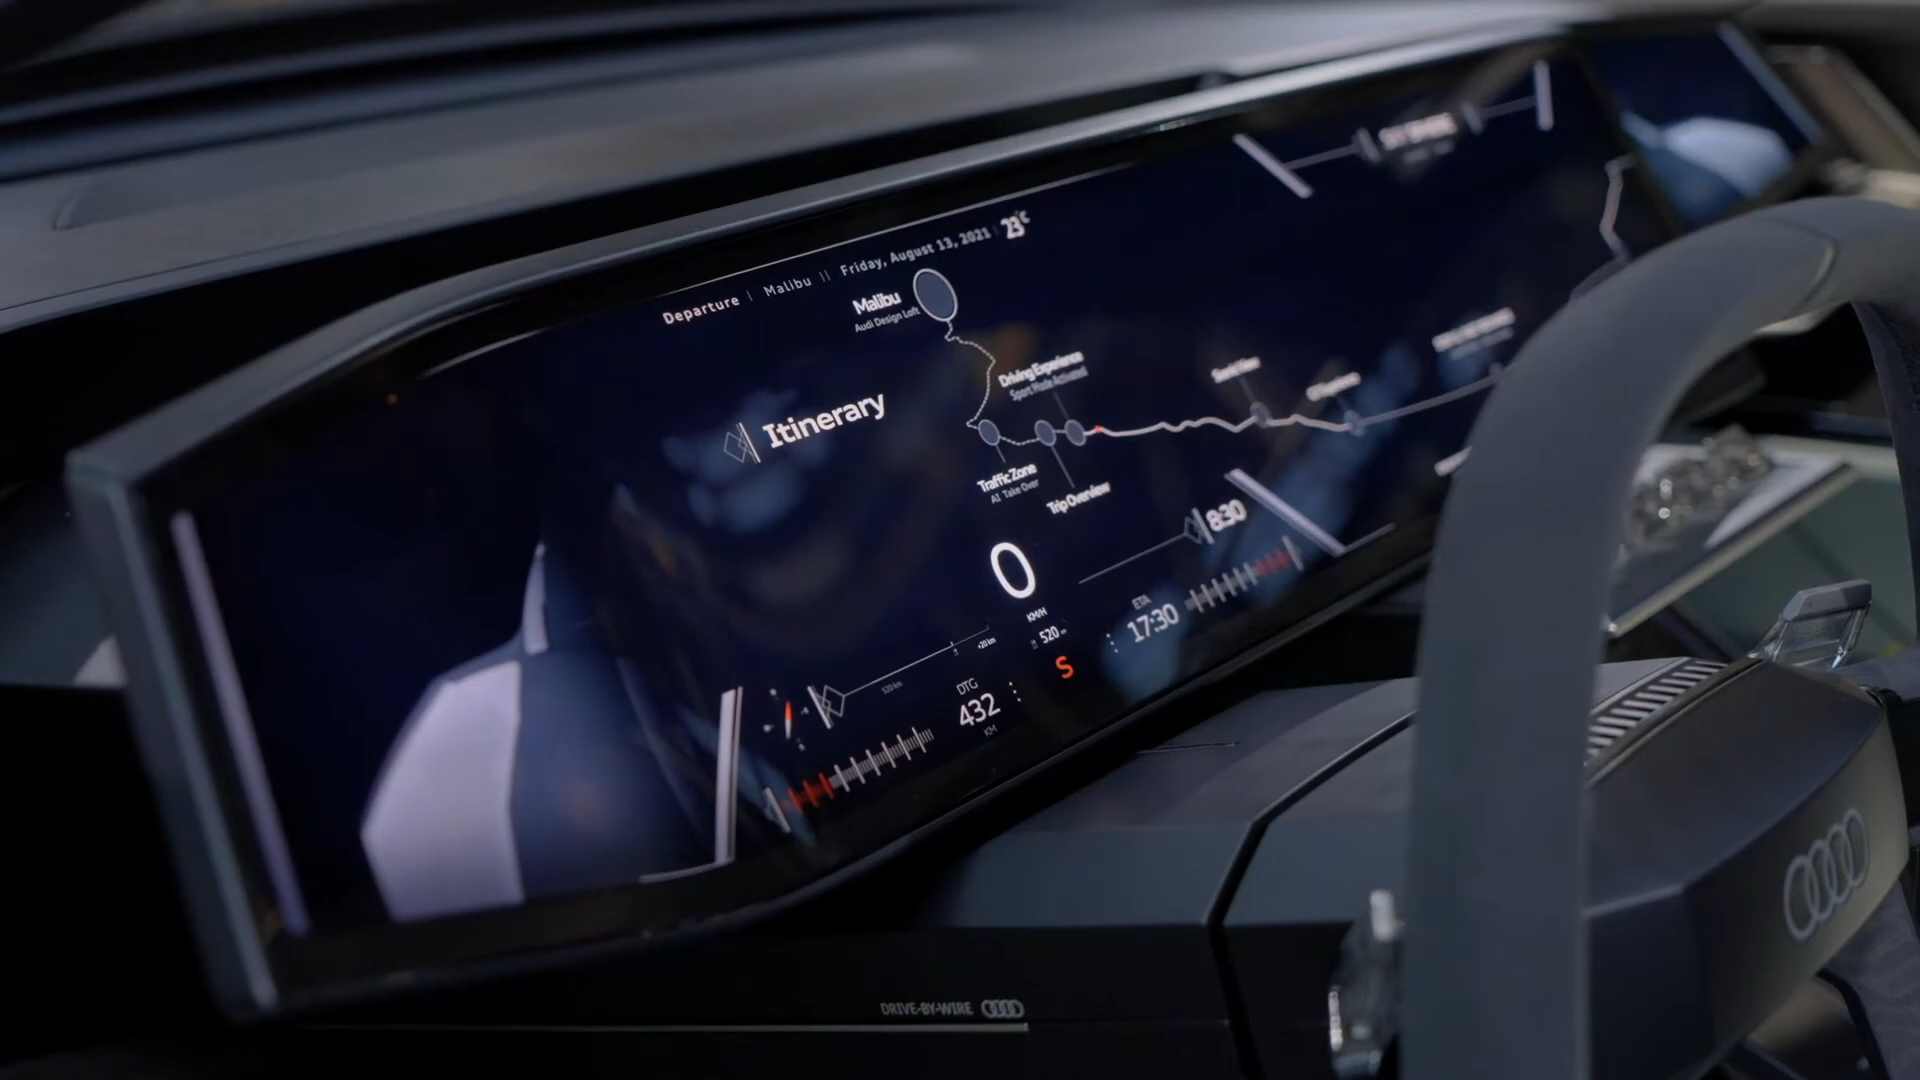 Departure | Malibu || Friday, August 13, 2021 23°C
Malibu
Audi Design Loft
Itinerary
Driving Experience
Sport Mode Activated
Traffic Zone
AI Take Over
Trip Overview
8:30
0
KM/H
520
+20 km
520 km
S
ETA
17:30
DTG
432
KM
DRIVE-BY-WIRE